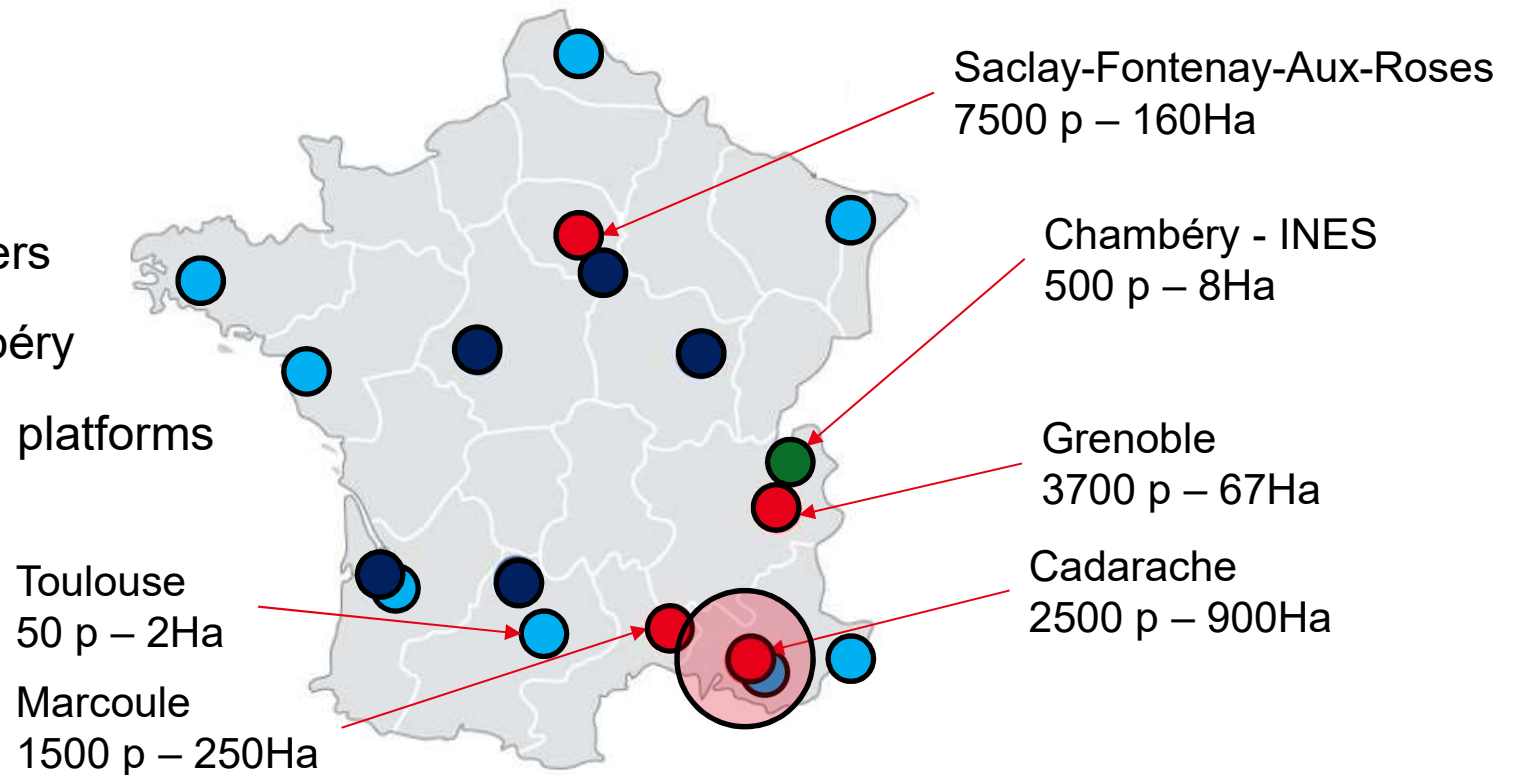 Saclay-Fontenay-Aux-Roses
7500 p – 160Ha
ers
Chambéry - INES
500 p – 8Ha
béry
platforms
Grenoble
3700 p – 67Ha
Toulouse
50 p – 2Ha
Cadarache
2500 p – 900Ha
Marcoule
1500 p – 250Ha